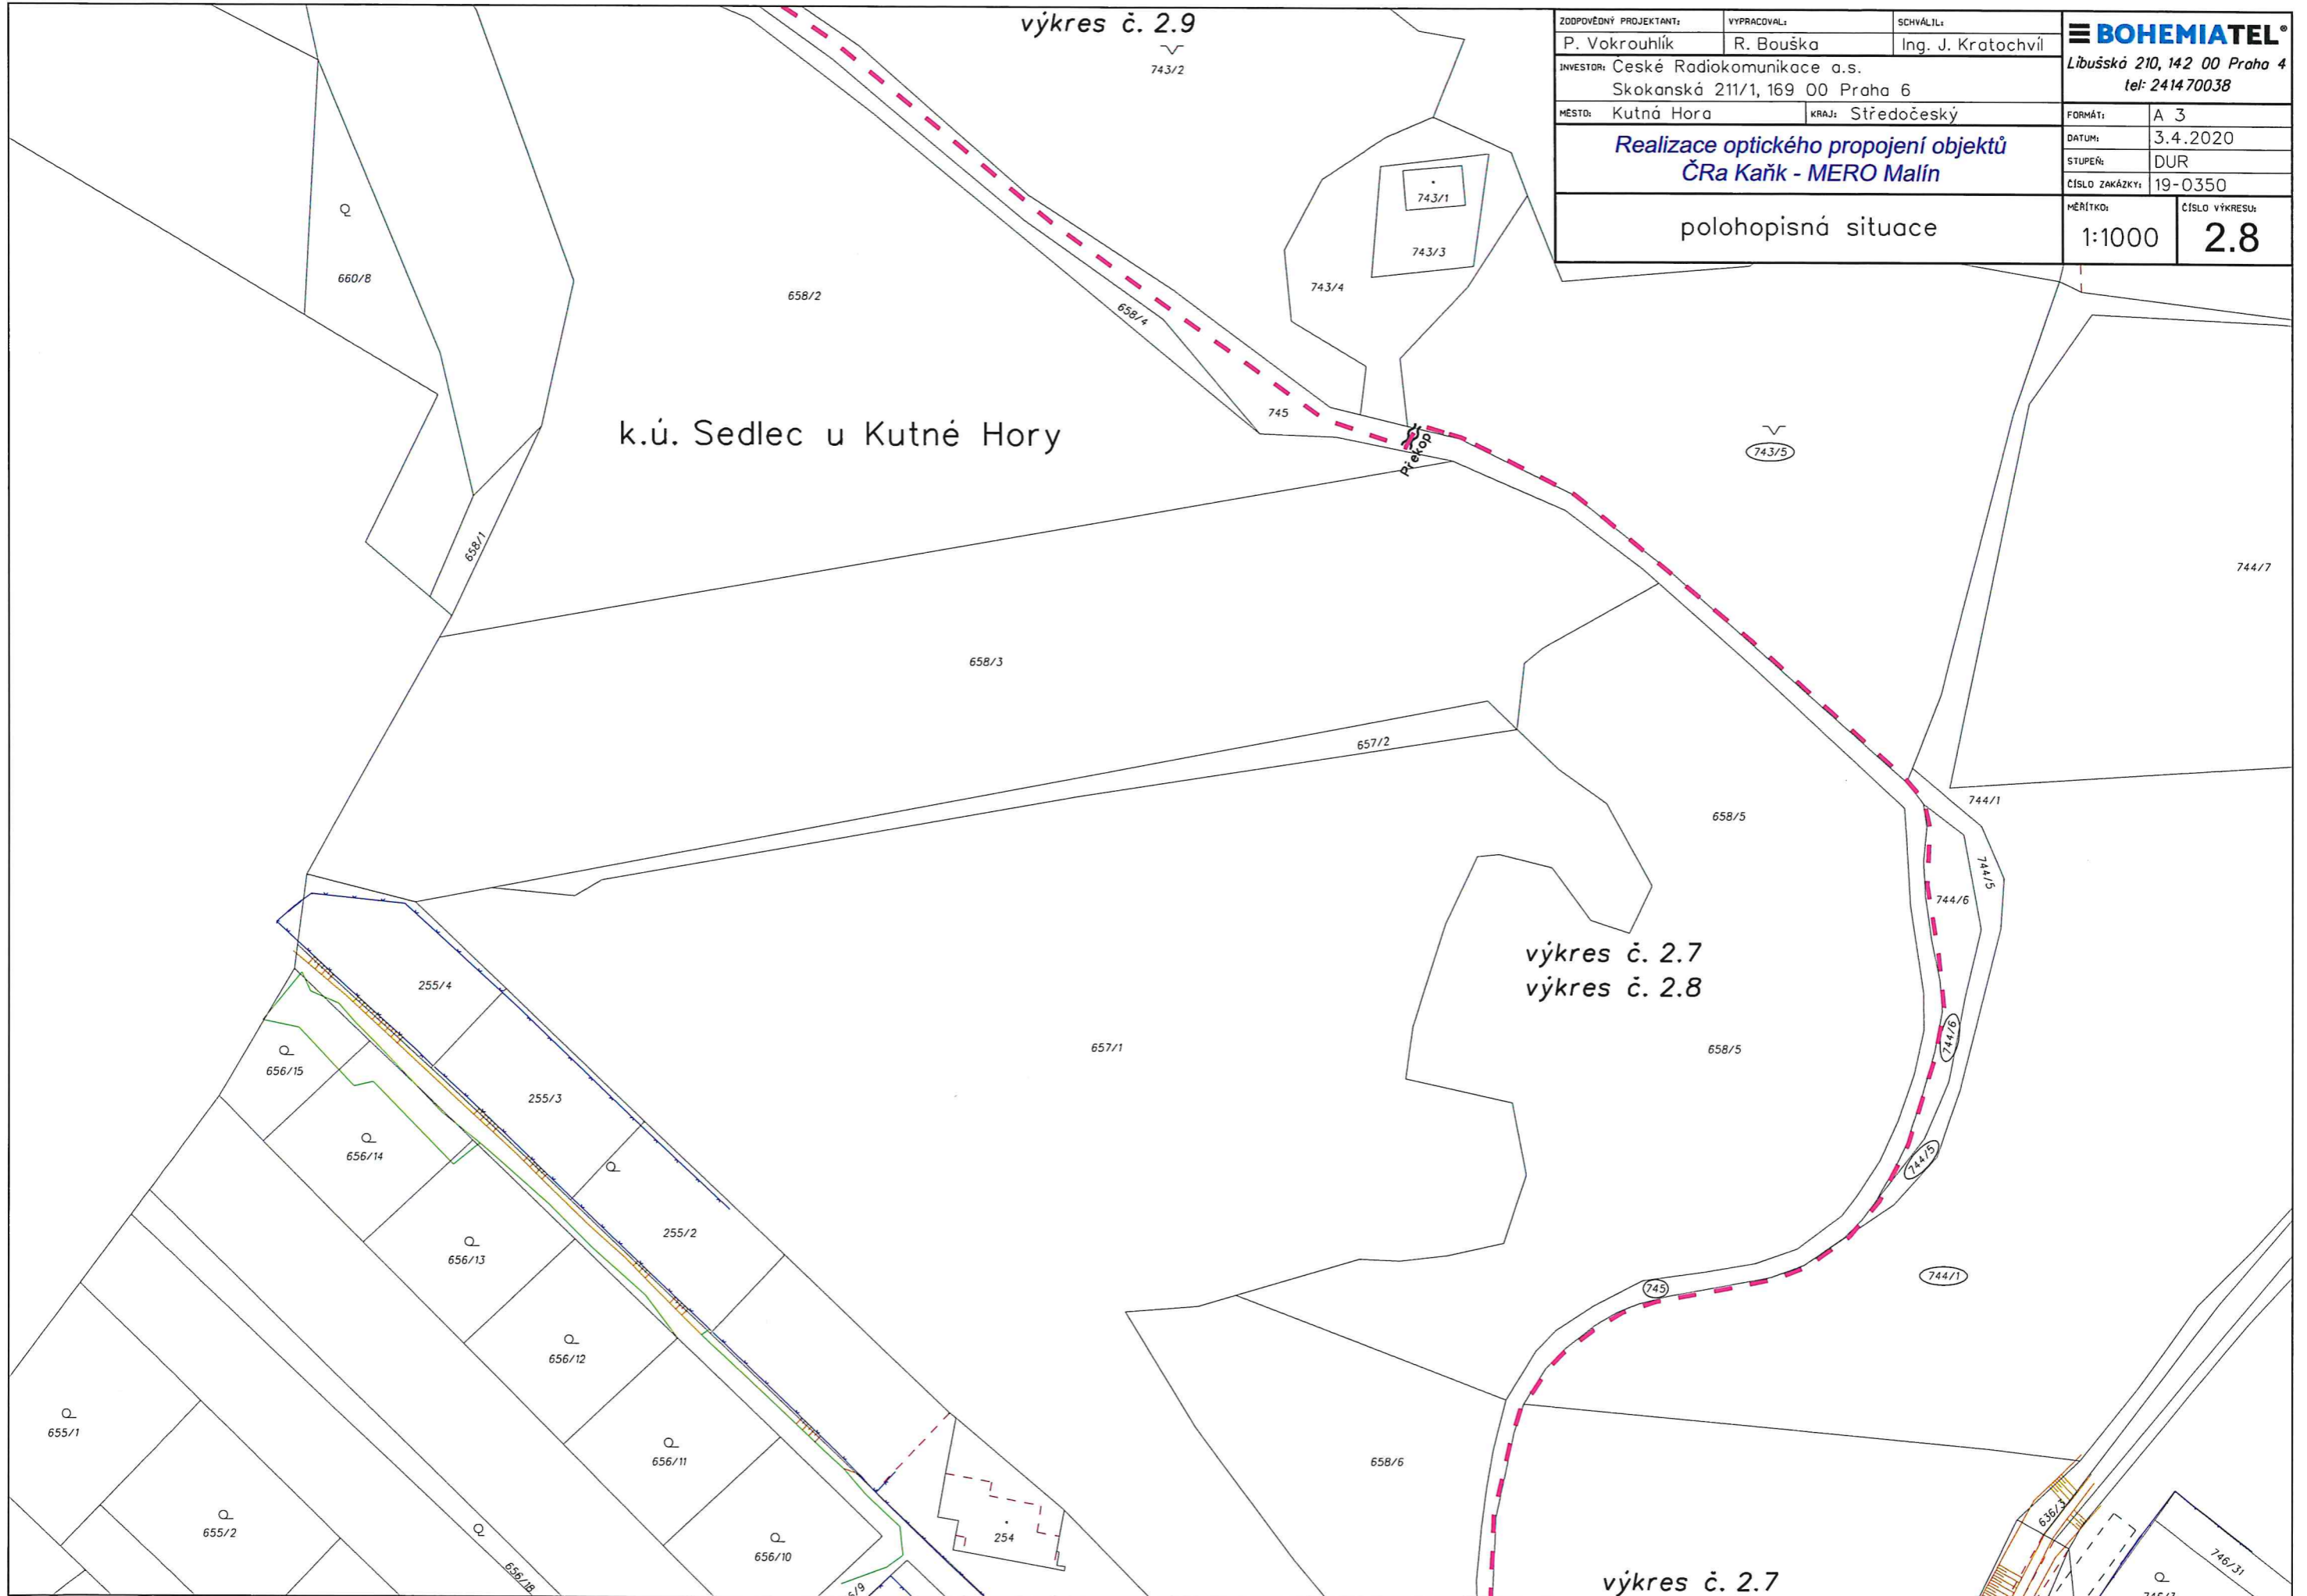 výkres č. 2.9
743/2
ZODPOVĚDNÝ PROJEKTANT:
VYPRACOVAL:
SCHVÁLIL:
P. Vokrouhlík
R. Bouška
Ing. J. Kratochvíl
INVESTOR: České Radiokomunikace a.s.
Skokanská 211/1, 169 00 Praha 6
MĚSTO: Kutná Hora
KRAJ: Středočeský
Realizace optického propojení objektů
ČRa Kaňk - MERO Malín
polohopisná situace
BOHEMIATEL®
Libušská 210, 142 00 Praha 4
tel: 241470038
FORMÁT: A 3
DATUM: 3.4.2020
STUPEŇ: DUR
ČÍSLO ZAKÁZKY: 19-0350
MĚŘÍTKO:
1:1000
ČÍSLO VÝKRESU:
2.8
743/1
743/3
743/4
660/8
658/2
658/4
745
k.ú. Sedlec u Kutné Hory
Překop
743/5
658/1
744/7
658/3
657/2
744/1
658/5
744/5
744/6
výkres č. 2.7
výkres č. 2.8
255/4
657/1
658/5
744/6
656/15
255/3
656/14
744/5
255/2
656/13
744/1
745
656/12
655/1
656/11
658/6
655/2
656/10
254
636/3
656/18
výkres č. 2.7
746/31